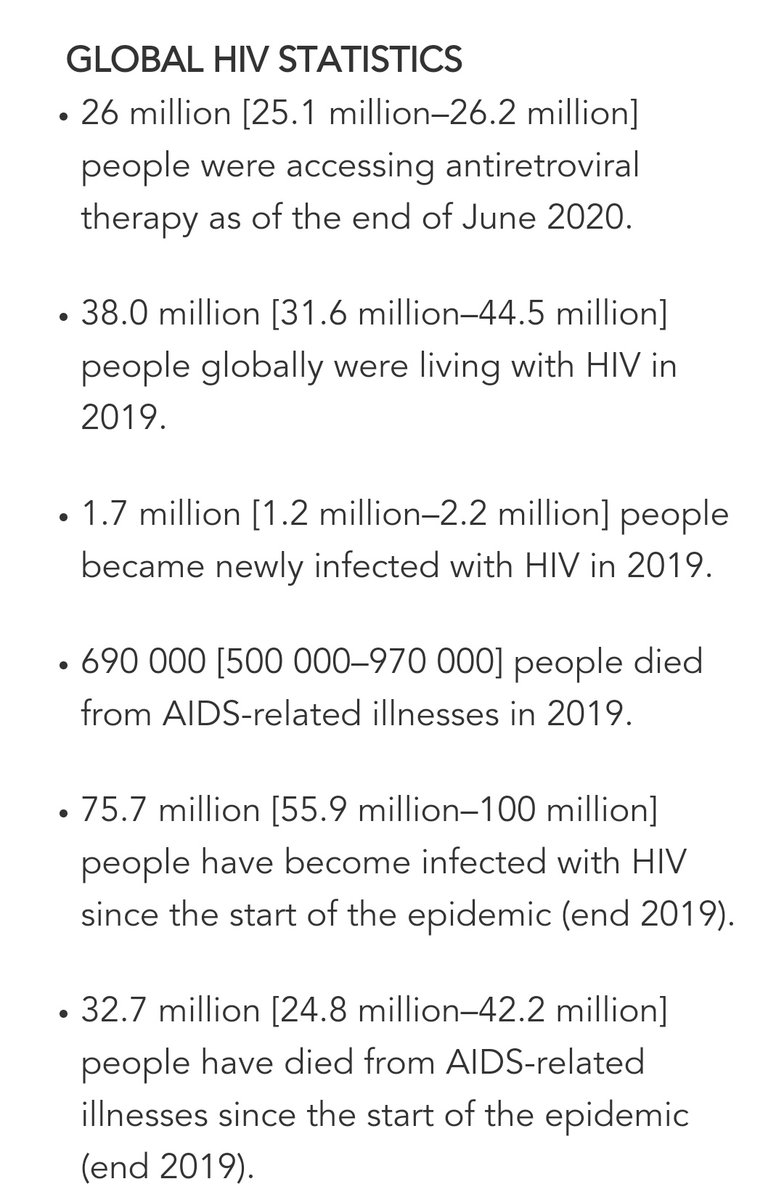 GLOBAL HIV STATISTICS
• 26 million [25.1 million–26.2 million]
people were accessing antiretroviral
therapy as of the end of June 2020.
• 38.0 million [31.6 million–44.5 million]
people globally were living with HIV in
2019.
• 1.7 million [1.2 million–2.2 million] people
became newly infected with HIV in 2019.
• 690 000 [500 000–970 000] people died
from AIDS-related illnesses in 2019.
• 75.7 million [55.9 million–100 million]
people have become infected with HIV
since the start of the epidemic (end 2019).
• 32.7 million [24.8 million–42.2 million]
people have died from AIDS-related
illnesses since the start of the epidemic
(end 2019).